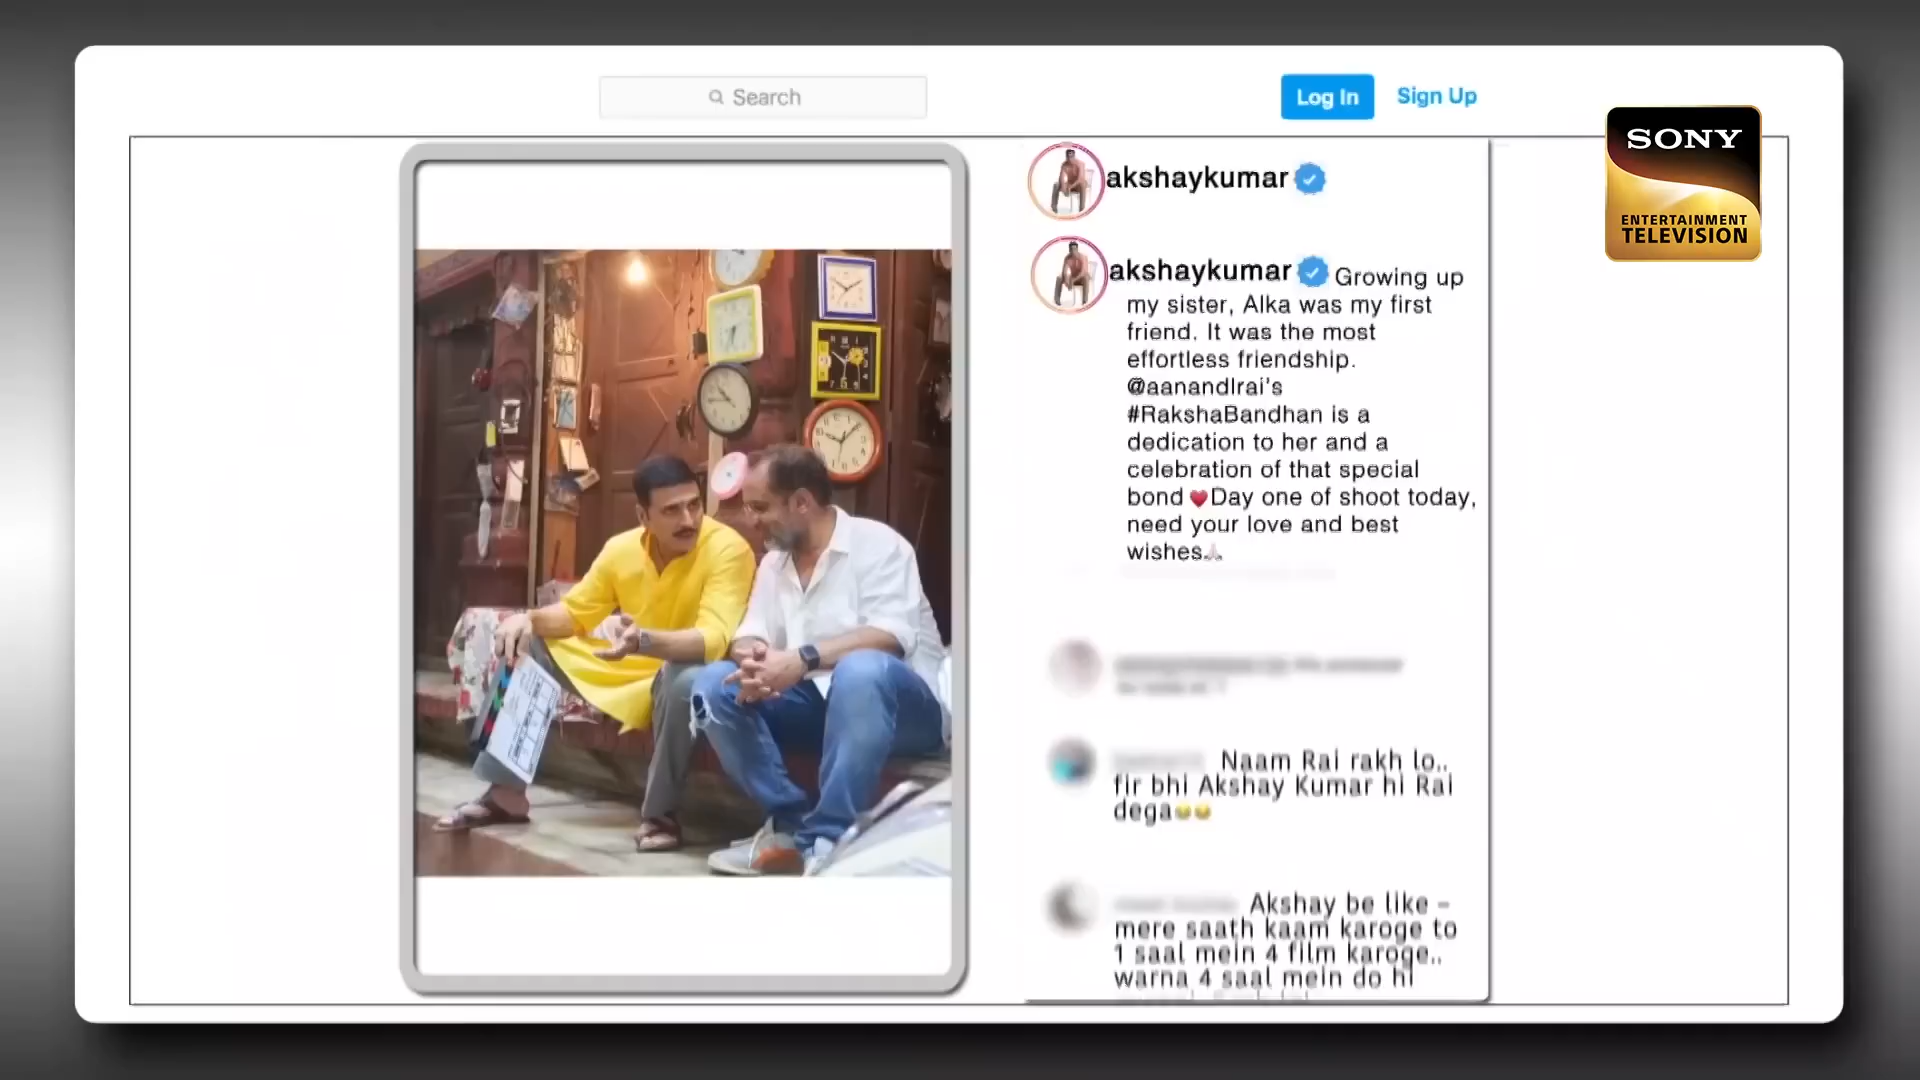 Search
Log In
Sign Up
SONY
ENTERTAINMENT
TELEVISION
akshaykumar
akshaykumar Growing up
my sister, Alka was my first
friend. It was the most
effortless friendship.
@aanandlrai's
#RakshaBandhan is a
dedication to her and a
celebration of that special
bond ❤️Day one of shoot today,
need your love and best
wishes🙏🏻
Naam Rai rakh lo..
fir bhi Akshay Kumar hi Rai
dega😂😂
Akshay be like -
mere saath kaam karoge to
1 saal mein 4 film karoge..
warna 4 saal mein do hi